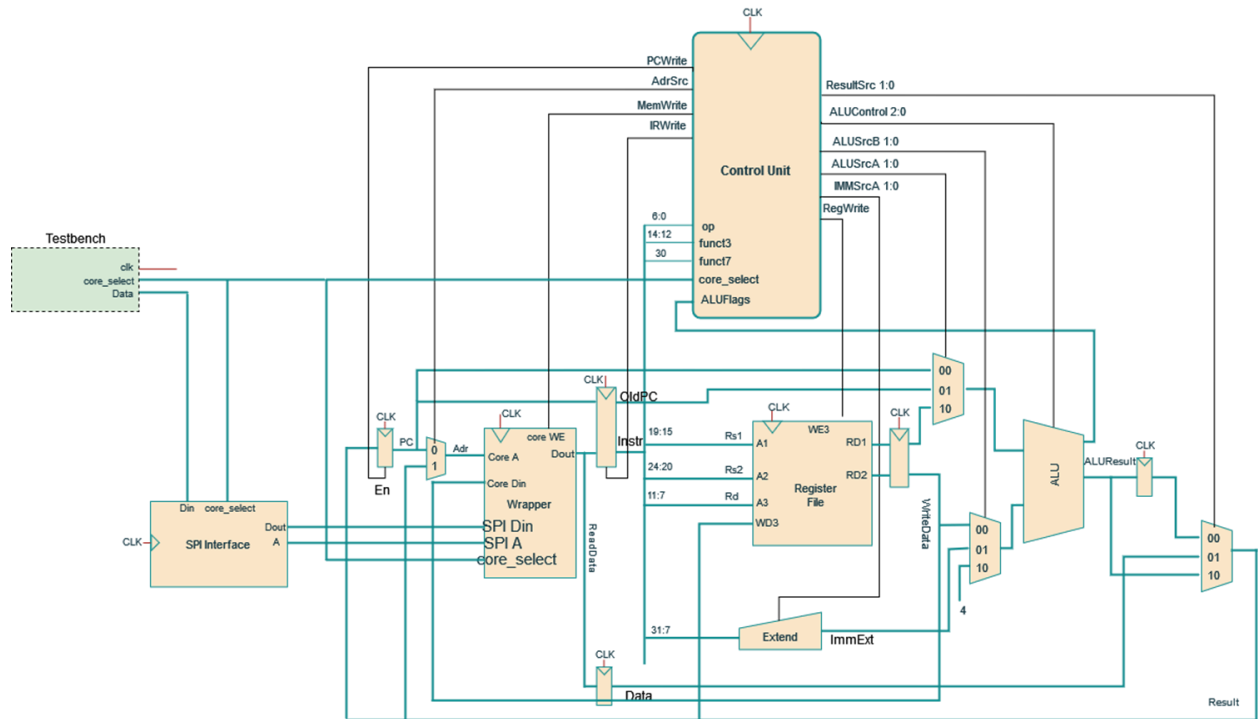 CLK
PCWrite
AdrSrc
MemWrite
IRWrite
ResultSrc 1:0
ALUControl 2:0
ALUSrcB 1:0
ALUSrcA 1:0
IMMSrcA 1:0
RegWrite
Control Unit
6:0
op
14:12
funct3
30
funct7
core_select
ALUFlags
Testbench
clk
core_select
Data
CLK
PC
En
0
1
Adr
CLK
core WE
Core A
Dout
Core Din
Wrapper
SPI Din
SPI A
core_select
CLK
OldPC
Instr
ReadData
Din core_select
Dout
A
CLK
SPI Interface
19:15
Rs1
24:20
Rs2
11:7
Rd
CLK
WE3
A1
RD1
A2
RD2
A3
WD3
Register
File
CLK
WriteData
00
01
10
00
01
10
4
ALU
ALUResult
CLK
00
01
10
31:7
Extend
ImmExt
CLK
Data
Result